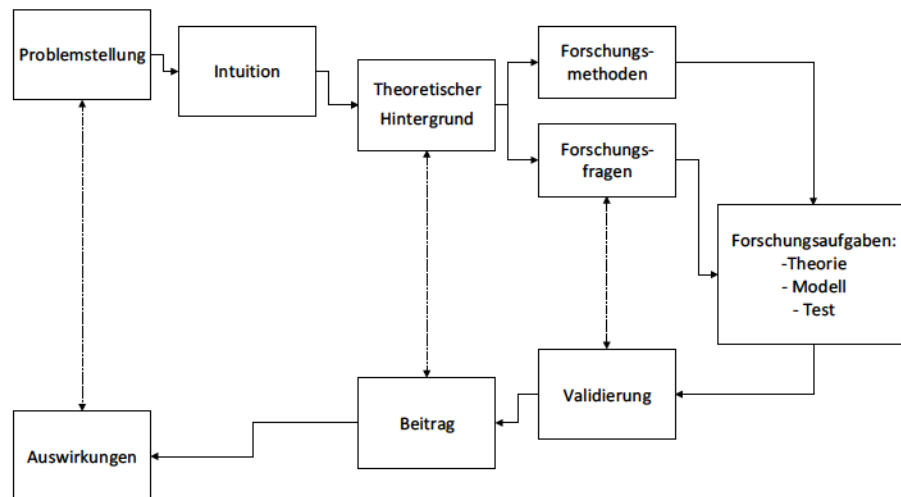 Problemstellung
Intuition
Theoretischer
Hintergrund
Forschungs-
methoden
Forschungs-
fragen
Forschungsaufgaben:
-Theorie
- Modell
- Test
Validierung
Beitrag
Auswirkungen